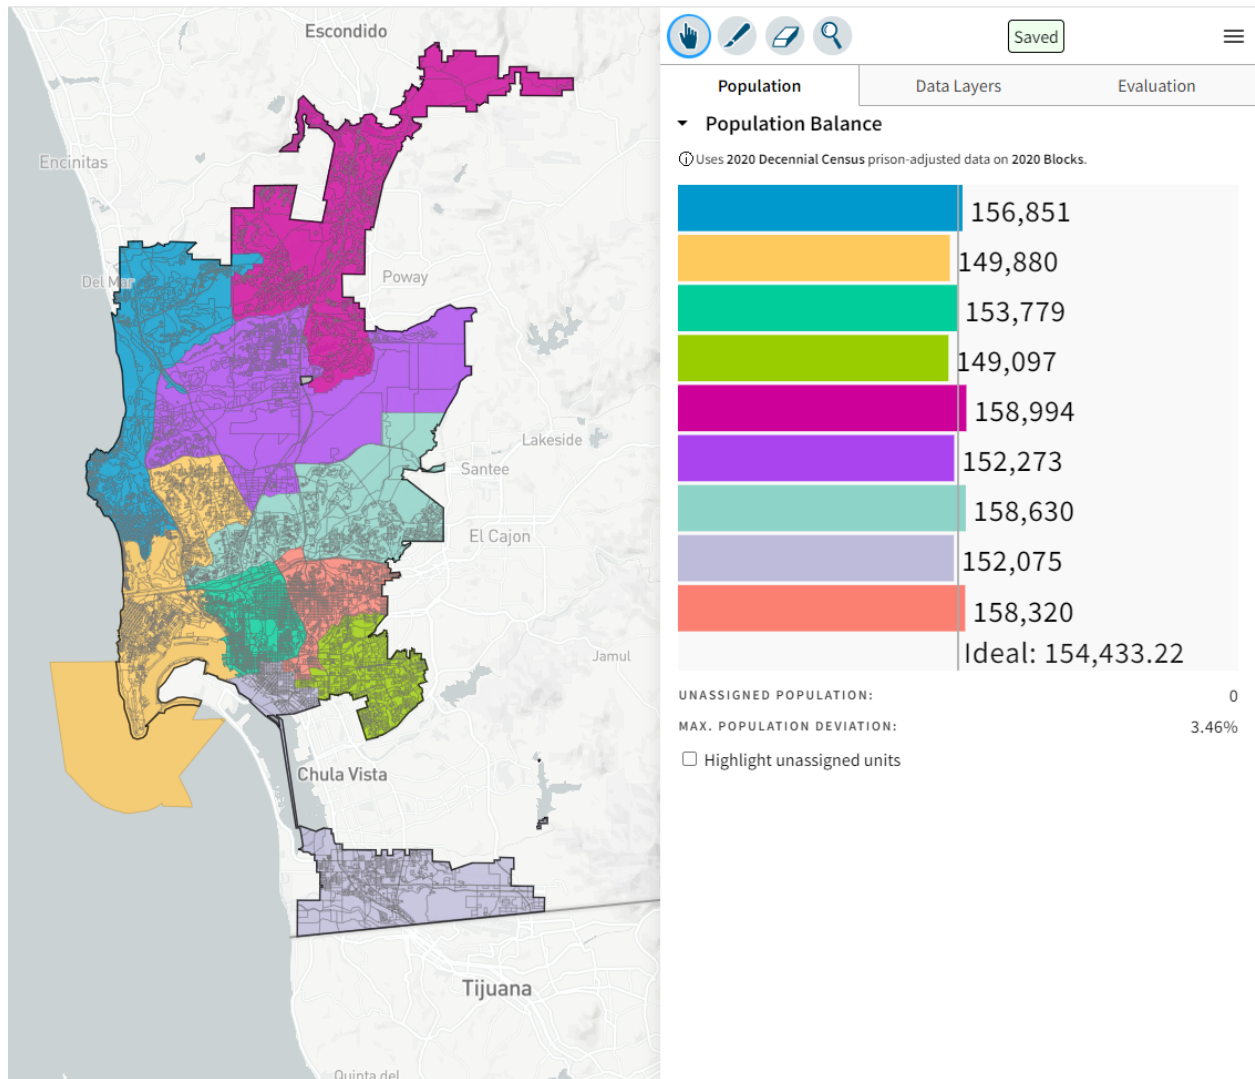 Escondido
Encinitas
Del Mar
Poway
Lakeside
Santee
El Cajon
Jamul
Chula Vista
Tijuana
Quinta del
Saved
Population
Data Layers
Evaluation
Population Balance
Uses 2020 Decennial Census prison-adjusted data on 2020 Blocks.
156,851
149,880
153,779
149,097
158,994
152,273
158,630
152,075
158,320
Ideal: 154,433.22
UNASSIGNED POPULATION: 0
MAX. POPULATION DEVIATION: 3.46%
Highlight unassigned units